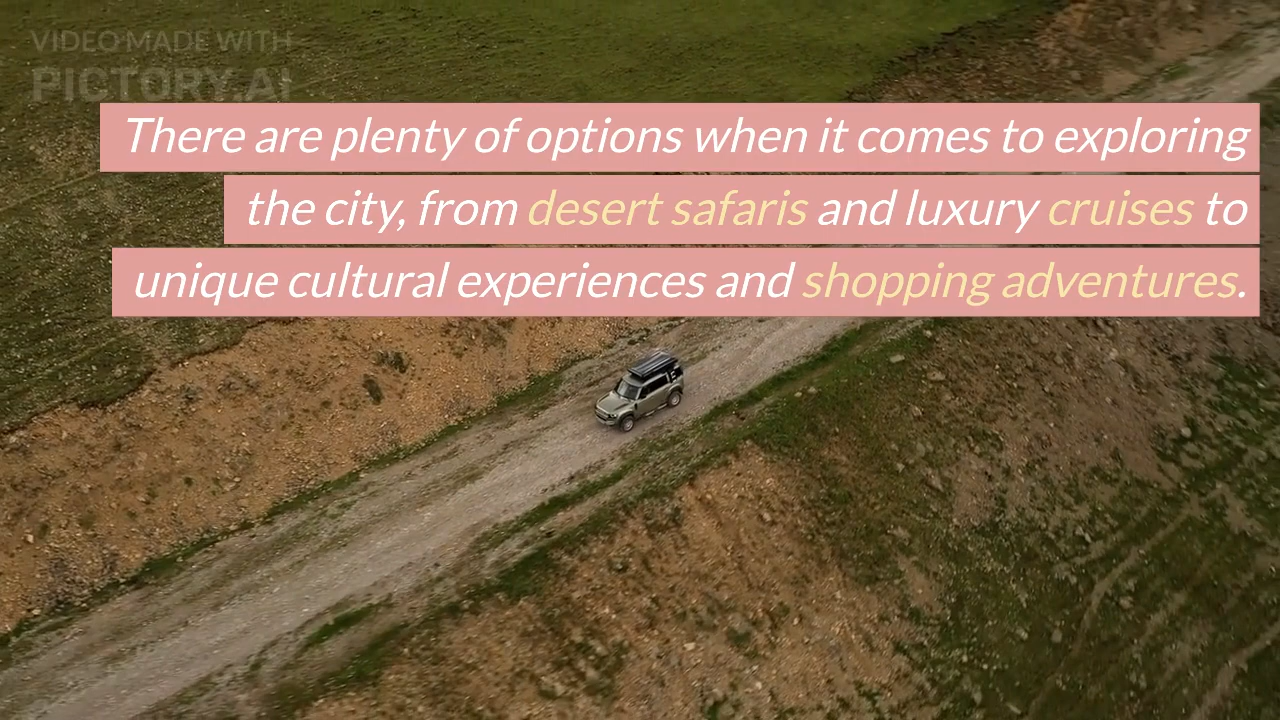 VIDEO MADE WITH
PICTORY.AI
There are plenty of options when it comes to exploring
the city, from desert safaris and luxury cruises to
unique cultural experiences and shopping adventures.